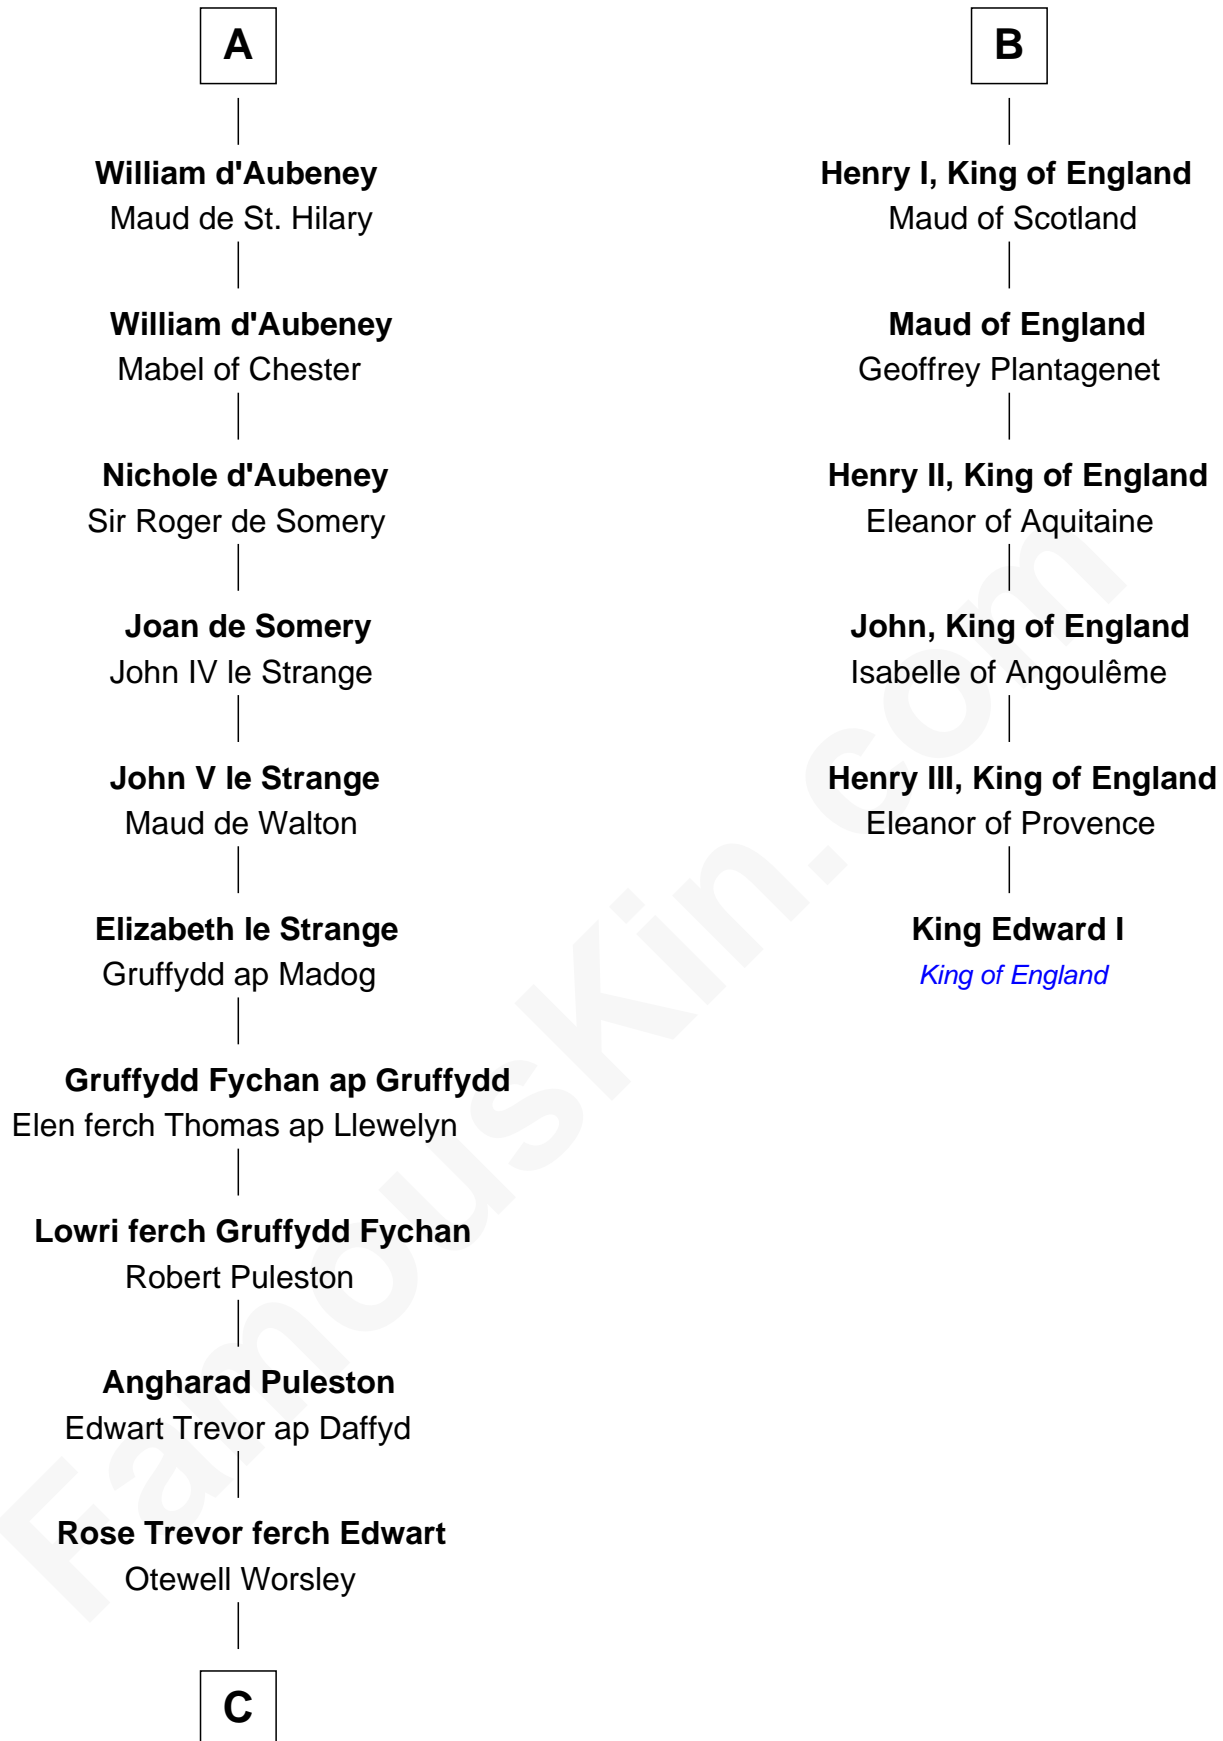 A
William d'Aubeney
Maud de St. Hilary
William d'Aubeney
Mabel of Chester
Nichole d'Aubeney
Sir Roger de Somery
Joan de Somery
John IV le Strange
John V le Strange
Maud de Walton
Elizabeth le Strange
Gruffydd ap Madog
Gruffydd Fychan ap Gruffydd
Elen ferch Thomas ap Llewelyn
Lowri ferch Gruffydd Fychan
Robert Puleston
Angharad Puleston
Edwart Trevor ap Daffyd
Rose Trevor ferch Edwart
Otewell Worsley
C
B
Henry I, King of England
Maud of Scotland
Maud of England
Geoffrey Plantagenet
Henry II, King of England
Eleanor of Aquitaine
John, King of England
Isabelle of Angoulême
Henry III, King of England
Eleanor of Provence
King Edward I
King of England
FamousKin.com